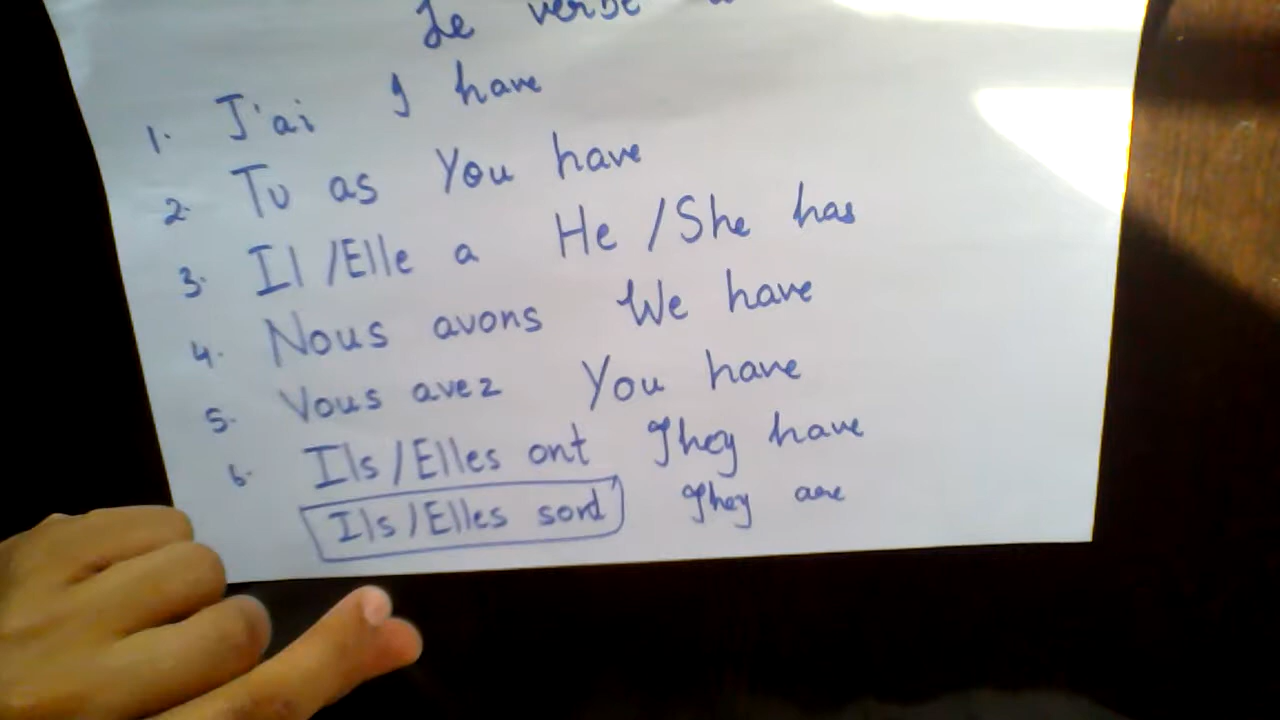 Le verbe
1. J'ai I have
2. Tu as You have
3. Il/Elle a He/She has
4. Nous avons We have
5. Vous avez You have
6. Ils/Elles ont They have
Ils/Elles sont They are